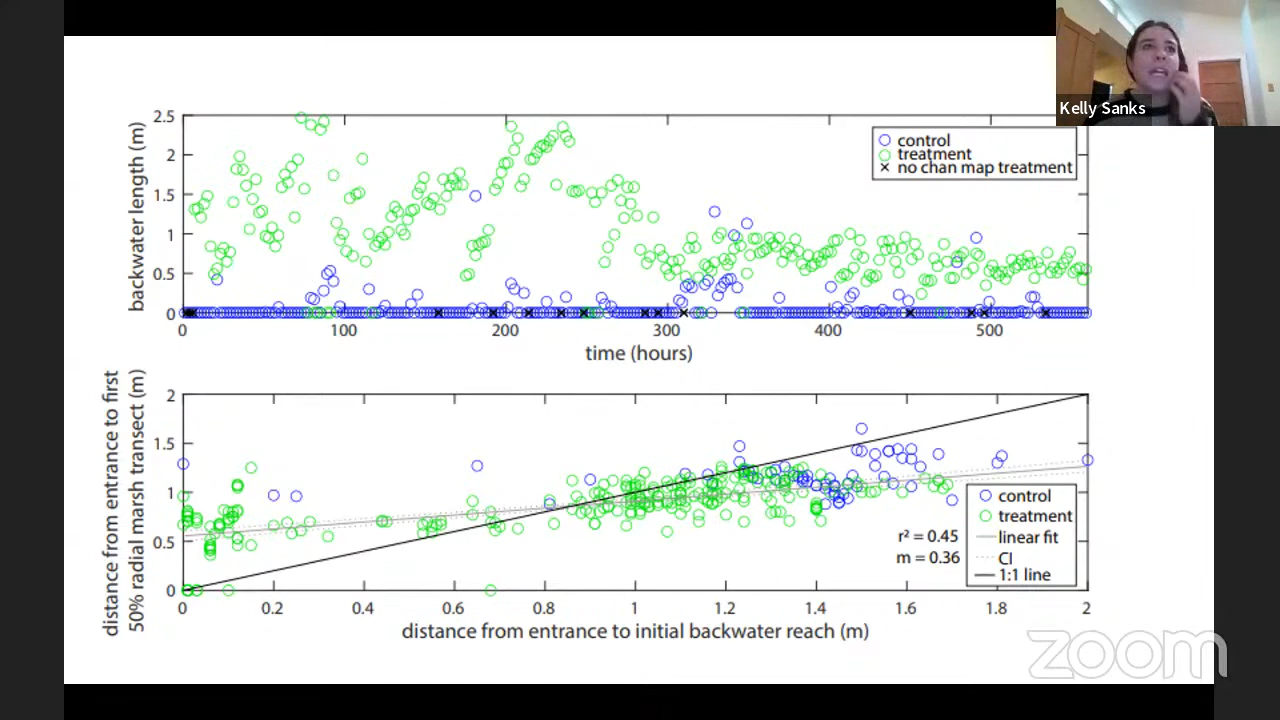 Kelly Sanks
backwater length (m)
2.5
2
1.5
1
0.5
0
control
treatment
no chan map treatment
0 100 200 300 400 500
time (hours)
distance from entrance to first
50% radial marsh transect (m)
2
1.5
1
0.5
0
r² = 0.45
m = 0.36
control
treatment
linear fit
CI
1:1 line
0 0.2 0.4 0.6 0.8 1 1.2 1.4 1.6 1.8 2
distance from entrance to initial backwater reach (m)
zoom